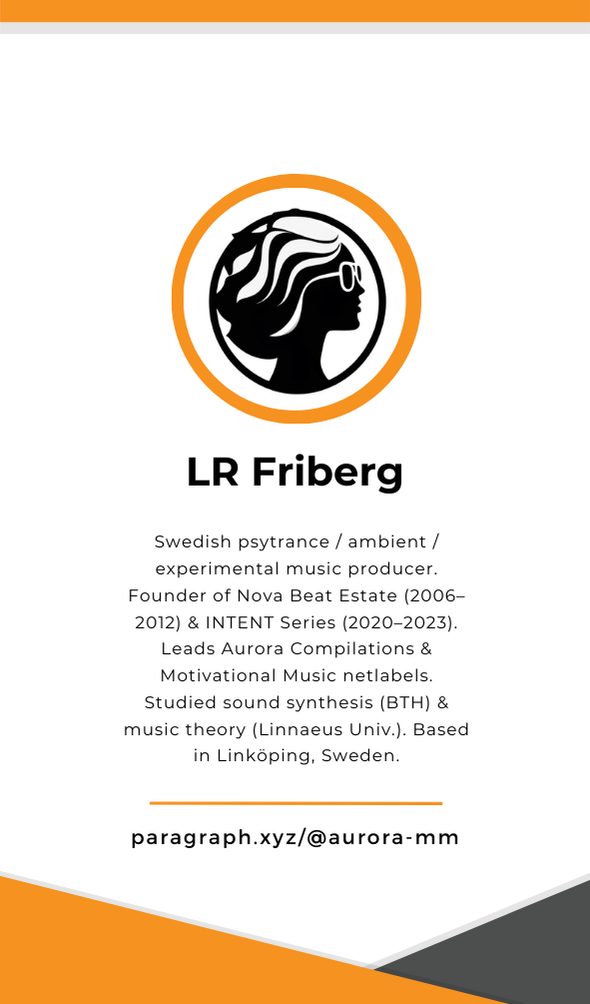 LR Friberg
Swedish psytrance / ambient /
experimental music producer.
Founder of Nova Beat Estate (2006–
2012) & INTENT Series (2020–2023).
Leads Aurora Compilations &
Motivational Music netlabels.
Studied sound synthesis (BTH) &
music theory (Linnaeus Univ.). Based
in Linköping, Sweden.
paragraph.xyz/@aurora-mm